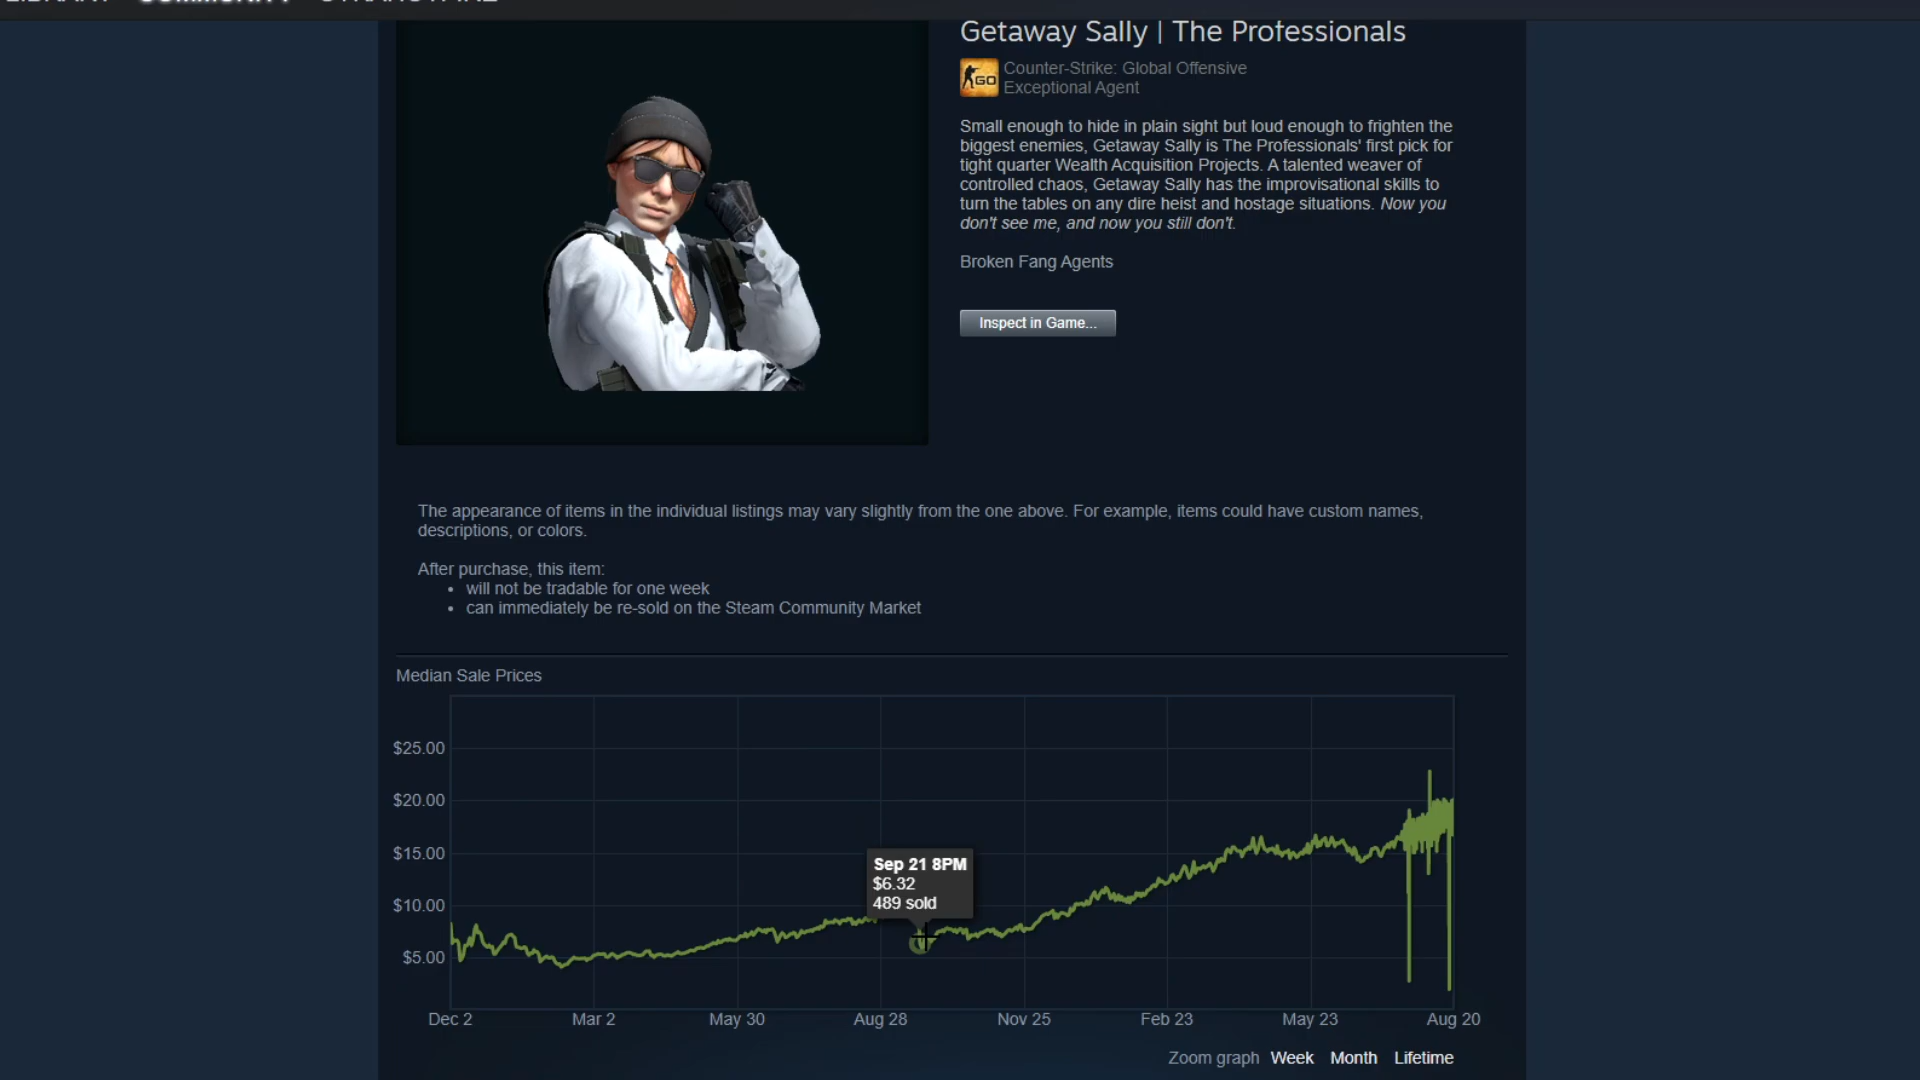 Getaway Sally | The Professionals
GO
Counter-Strike: Global Offensive
Exceptional Agent
Small enough to hide in plain sight but loud enough to frighten the
biggest enemies, Getaway Sally is The Professionals' first pick for
tight quarter Wealth Acquisition Projects. A talented weaver of
controlled chaos, Getaway Sally has the improvisational skills to
turn the tables on any dire heist and hostage situations. Now you
don't see me, and now you still don't.
Broken Fang Agents
Inspect in Game...
The appearance of items in the individual listings may vary slightly from the one above. For example, items could have custom names,
descriptions, or colors.
After purchase, this item:
• will not be tradable for one week
• can immediately be re-sold on the Steam Community Market
Median Sale Prices
$25.00
$20.00
$15.00
$10.00
$5.00
Sep 21 8PM
$6.32
489 sold
Dec 2 Mar 2 May 30 Aug 28 Nov 25 Feb 23 May 23 Aug 20
Zoom graph Week Month Lifetime